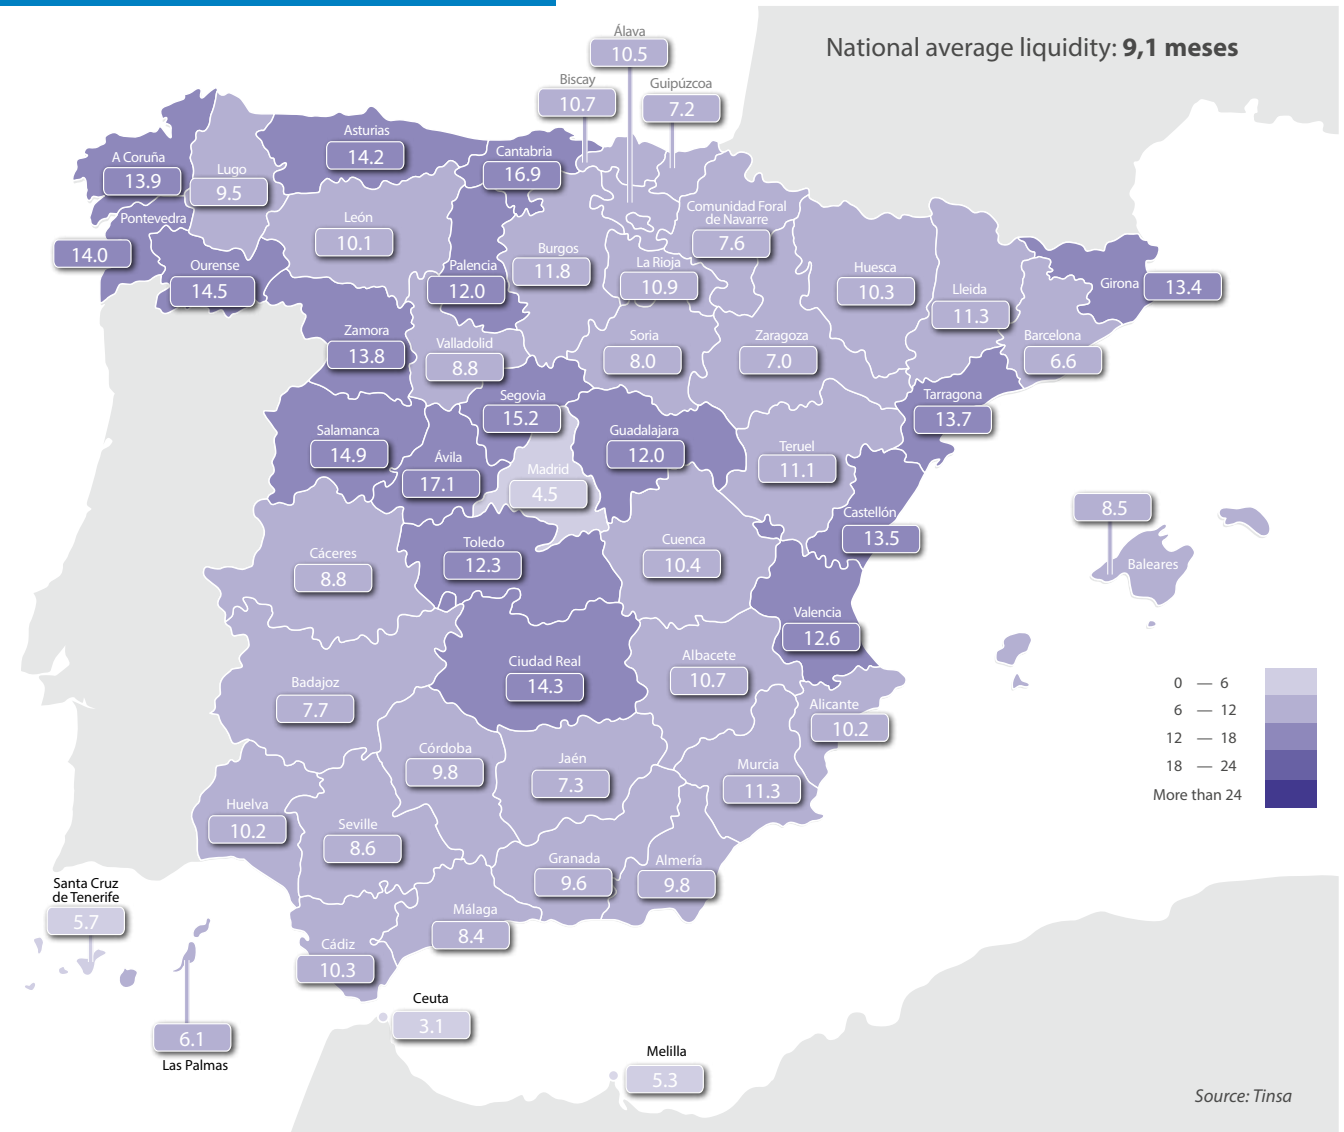 National average liquidity: 9,1 meses
Álava
10.5
Biscay
10.7
Guipúzcoa
7.2
A Coruña
13.9
Lugo
9.5
Asturias
14.2
Cantabria
16.9
Pontevedra
14.0
Ourense
14.5
León
10.1
Palencia
12.0
Burgos
11.8
La Rioja
10.9
Comunidad Foral
de Navarre
7.6
Huesca
10.3
Lleida
11.3
Girona
13.4
Barcelona
6.6
Zamora
13.8
Valladolid
8.8
Soria
8.0
Zaragoza
7.0
Tarragona
13.7
Segovia
15.2
Salamanca
14.9
Ávila
17.1
Madrid
4.5
Guadalajara
12.0
Teruel
11.1
Castellón
13.5
Cáceres
8.8
Toledo
12.3
Cuenca
10.4
Valencia
12.6
8.5
Baleares
Badajoz
7.7
Ciudad Real
14.3
Albacete
10.7
Alicante
10.2
Huelva
10.2
Seville
8.6
Córdoba
9.8
Jaén
7.3
Murcia
11.3
Granada
9.6
Almería
9.8
Málaga
8.4
Cádiz
10.3
Santa Cruz
de Tenerife
5.7
6.1
Las Palmas
Ceuta
3.1
Melilla
5.3
0 — 6
6 — 12
12 — 18
18 — 24
More than 24
Source: Tinsa